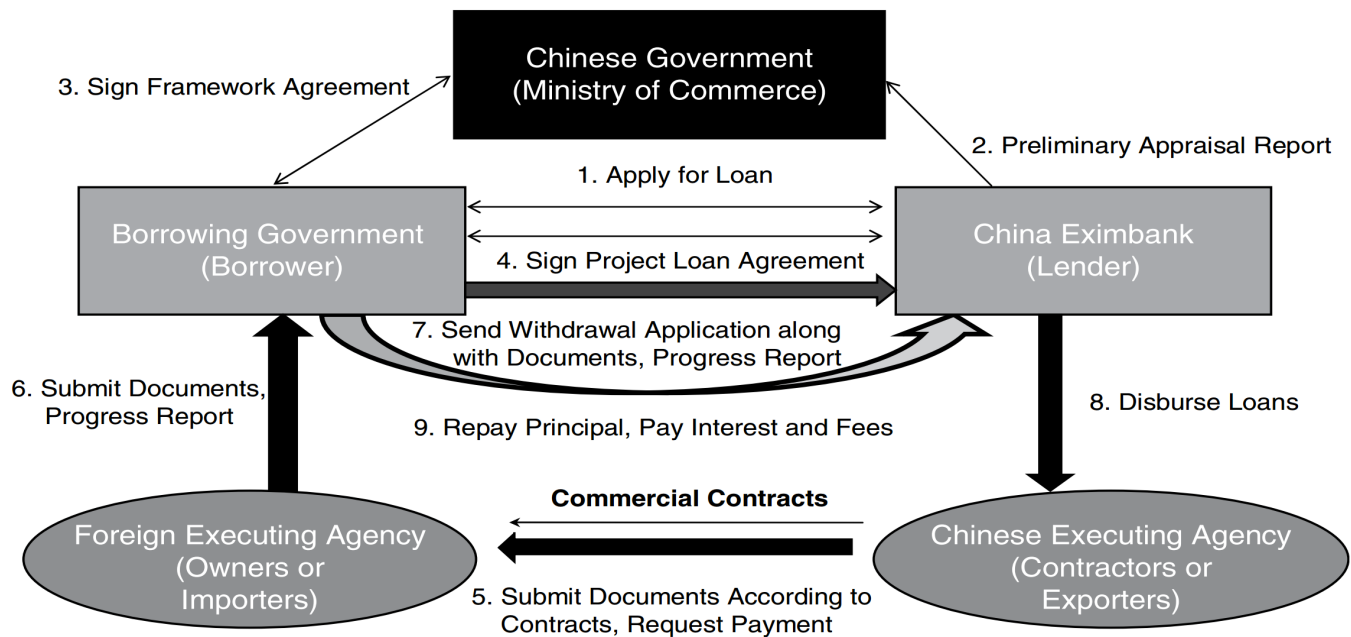 Chinese Government
(Ministry of Commerce)
3. Sign Framework Agreement
2. Preliminary Appraisal Report
1. Apply for Loan
Borrowing Government
(Borrower)
China Eximbank
(Lender)
4. Sign Project Loan Agreement
7. Send Withdrawal Application along
with Documents, Progress Report
6. Submit Documents,
Progress Report
8. Disburse Loans
9. Repay Principal, Pay Interest and Fees
Commercial Contracts
Foreign Executing Agency
(Owners or
Importers)
Chinese Executing Agency
(Contractors or
Exporters)
5. Submit Documents According to
Contracts, Request Payment